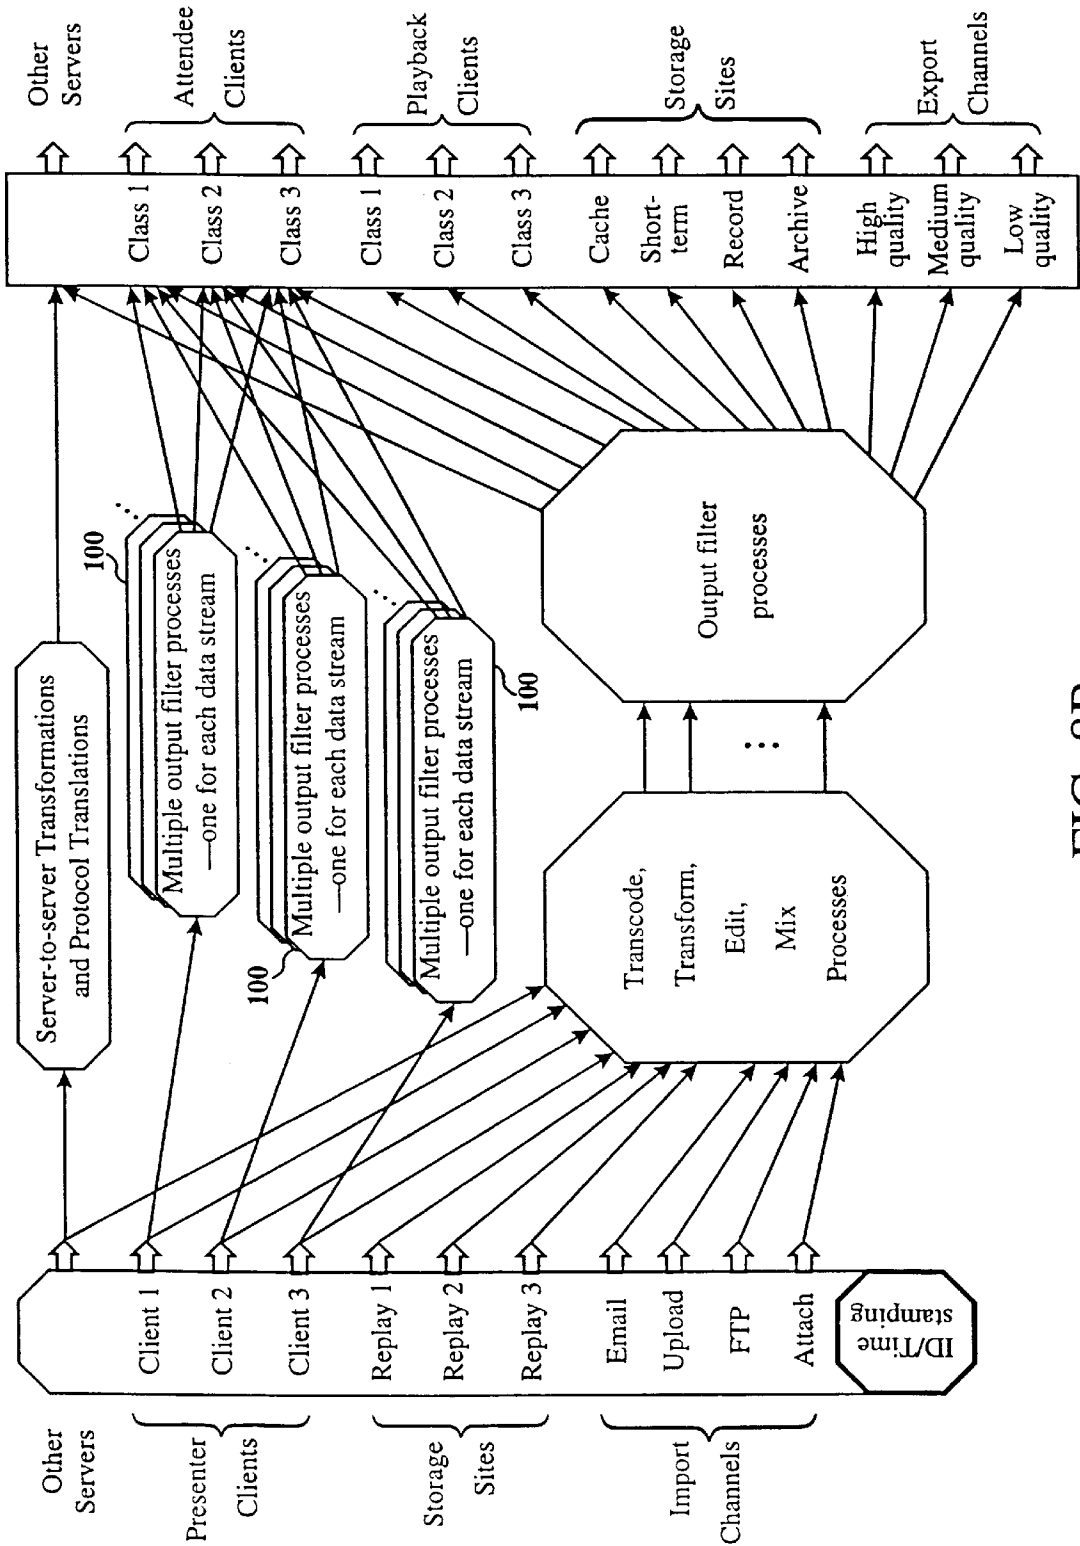 Other
Servers
Presenter
Clients
Storage
Sites
Import
Channels
Client 1
Client 2
Client 3
Replay 1
Replay 2
Replay 3
Email
Upload
FTP
Attach
ID/Time
stamping
Server-to-server Transformations
and Protocol Translations
Multiple output filter processes
—one for each data stream
100
Multiple output filter processes
—one for each data stream
100
Multiple output filter processes
—one for each data stream
100
Transcode,
Transform,
Edit,
Mix
Processes
Output filter
processes
Class 1
Class 2
Class 3
Class 1
Class 2
Class 3
Cache
Short-
term
Record
Archive
High
quality
Medium
quality
Low
quality
Other
Servers
Attendee
Clients
Playback
Clients
Storage
Sites
Export
Channels